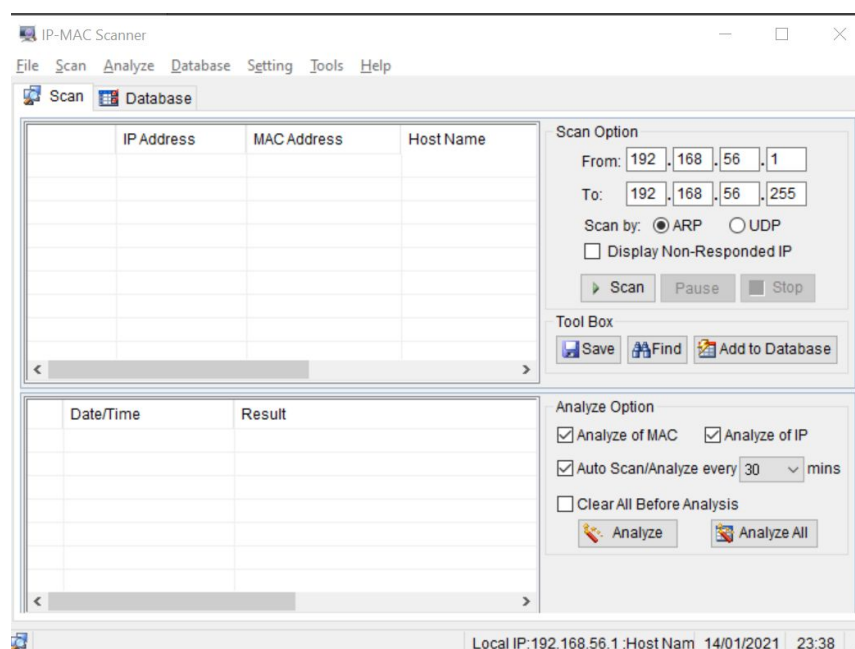 IP-MAC Scanner
File Scan Analyze Database Setting Tools Help
Scan Database
IP Address MAC Address Host Name
Scan Option
From: 192 . 168 . 56 . 1
To: 192 . 168 . 56 . 255
Scan by: ARP UDP
Display Non-Responded IP
Scan Pause Stop
Tool Box
Save Find Add to Database
Date/Time Result
Analyze Option
Analyze of MAC Analyze of IP
Auto Scan/Analyze every 30 mins
Clear All Before Analysis
Analyze Analyze All
Local IP:192.168.56.1 ;Host Nam 14/01/2021 23:38